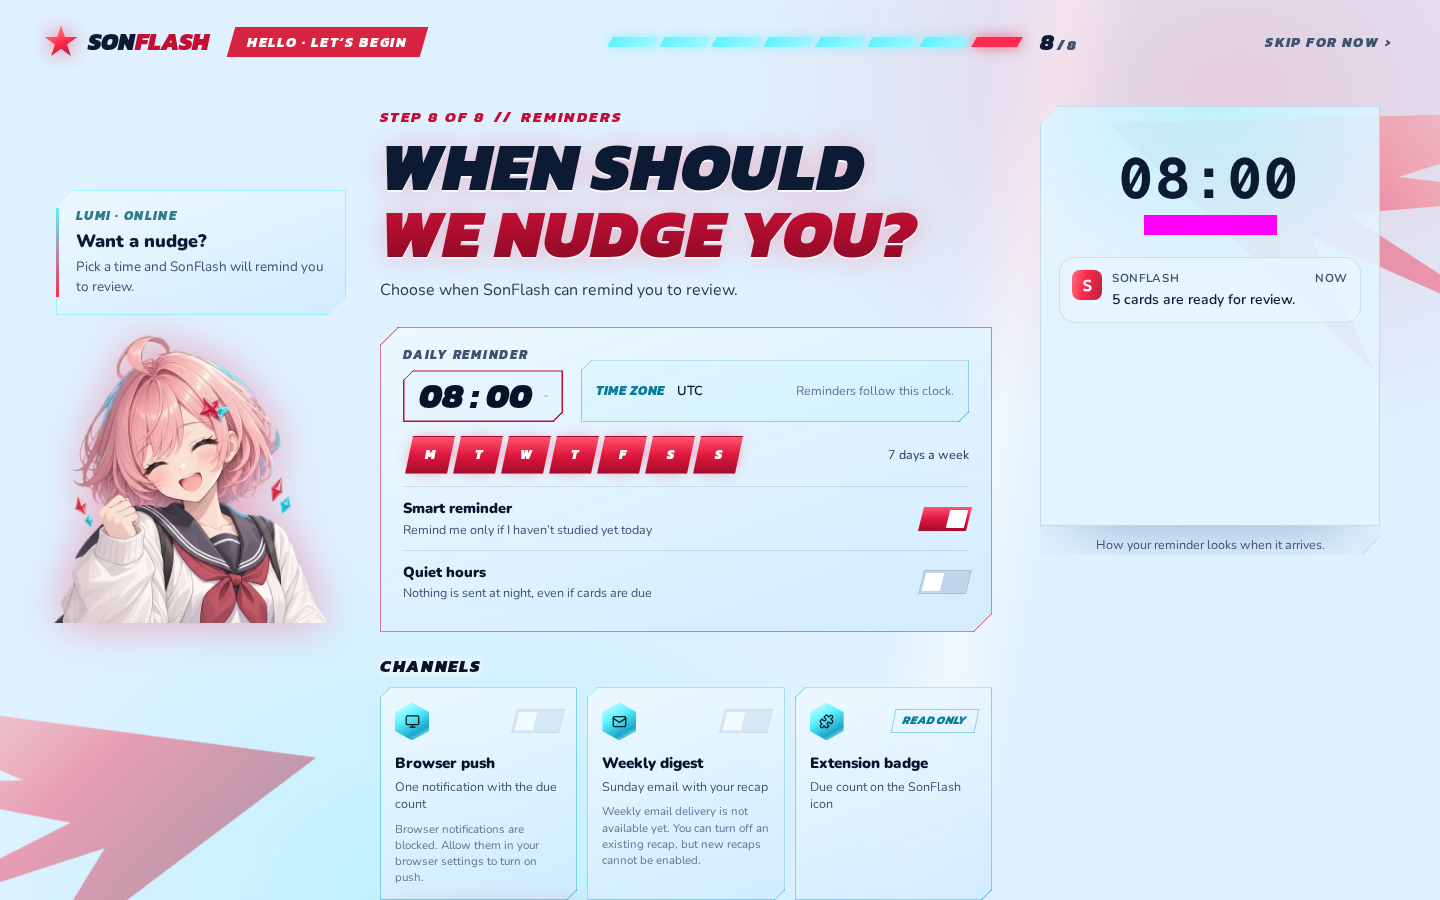 SONFLASH
HELLO · LET'S BEGIN
8 / 8
SKIP FOR NOW >
STEP 8 OF 8 // REMINDERS
WHEN SHOULD
WE NUDGE YOU?
Choose when SonFlash can remind you to review.
LUMI · ONLINE
Want a nudge?
Pick a time and SonFlash will remind you
to review.
DAILY REMINDER
08 : 00
TIME ZONE UTC
Reminders follow this clock.
M T W T F S S
7 days a week
Smart reminder
Remind me only if I haven't studied yet today
Quiet hours
Nothing is sent at night, even if cards are due
CHANNELS
Browser push
One notification with the due
count
Browser notifications are
blocked. Allow them in your
browser settings to turn on
push.
Weekly digest
Sunday email with your recap
Weekly email delivery is not
available yet. You can turn off an
existing recap, but new recaps
cannot be enabled.
READ ONLY
Extension badge
Due count on the SonFlash
icon
08:00
S
SONFLASH
NOW
5 cards are ready for review.
How your reminder looks when it arrives.